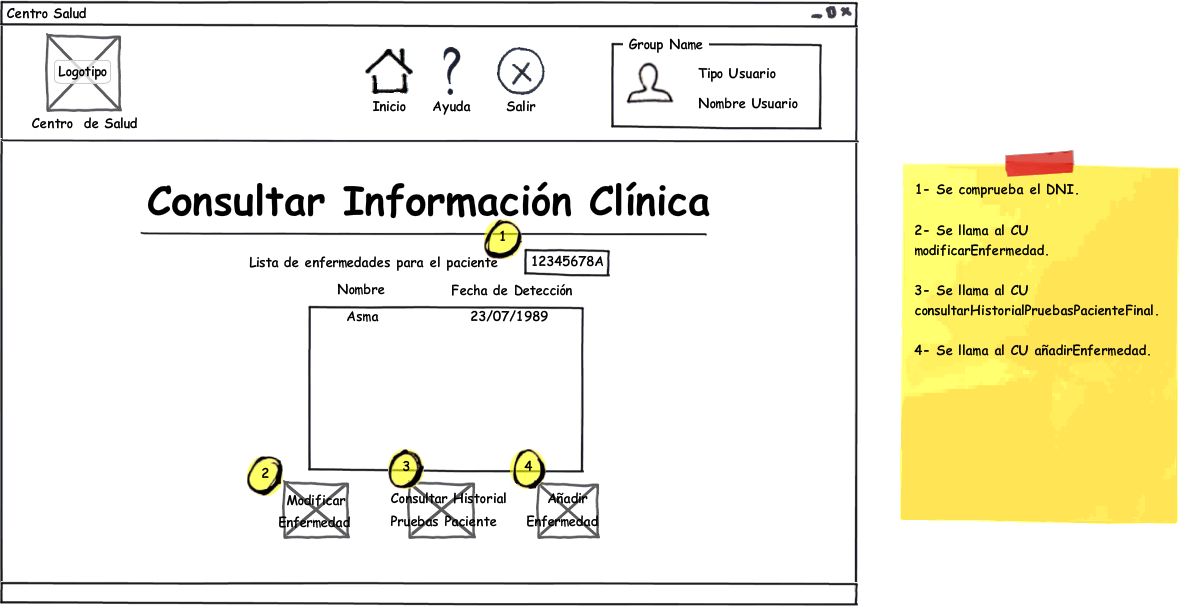 Centro Salud
Logotipo
Centro de Salud
Inicio
Ayuda
Salir
Group Name
Tipo Usuario
Nombre Usuario
Consultar Información Clínica
1
Lista de enfermedades para el paciente
12345678A
Nombre
Fecha de Detección
Asma
23/07/1989
2
Modificar
Enfermedad
3
Consultar Historial
Pruebas Paciente
4
Añadir
Enfermedad
1- Se comprueba el DNI.
2- Se llama al CU
modificarEnfermedad.
3- Se llama al CU
consultarHistorialPruebasPacienteFinal.
4- Se llama al CU añadirEnfermedad.